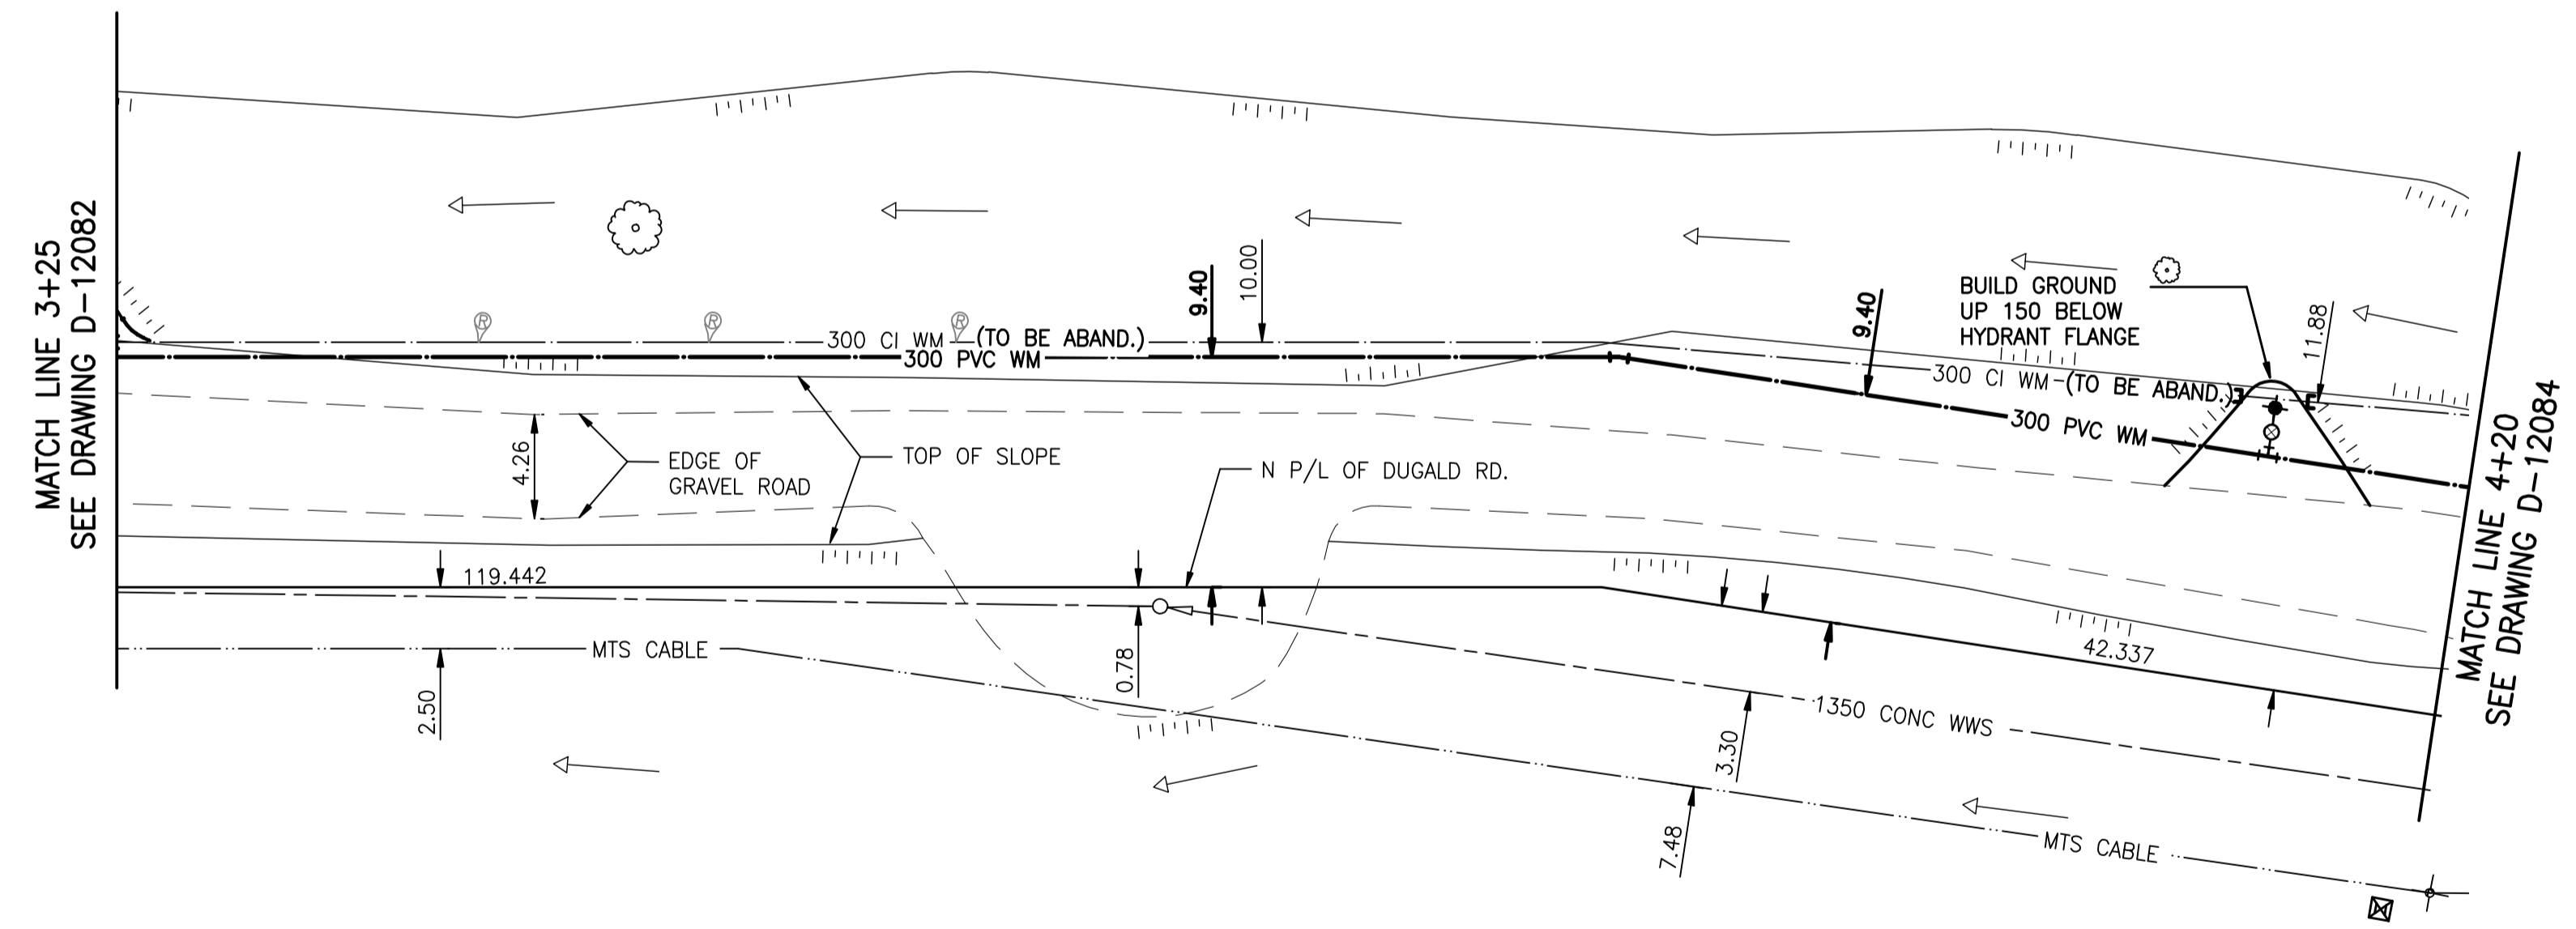 MATCH LINE 3+25
SEE DRAWING D-12082
R
R
R
300 CI WM
(TO BE ABAND.)
300 PVC WM
9.40
10.00
9.40
BUILD GROUND
UP 150 BELOW
HYDRANT FLANGE
11.88
300 CI WM
(TO BE ABAND.)
300 PVC WM
4.26
EDGE OF
GRAVEL ROAD
TOP OF SLOPE
N P/L OF DUGALD RD.
119.442
MTS CABLE
2.50
0.78
42.337
1350 CONC WWS
3.30
7.48
MTS CABLE
MATCH LINE 4+20
SEE DRAWING D-12084